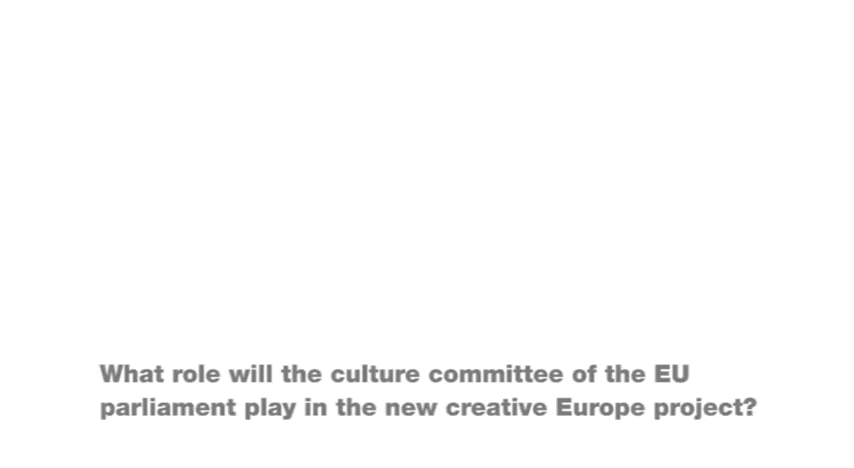 What role will the culture committee of the EU
parliament play in the new creative Europe project?